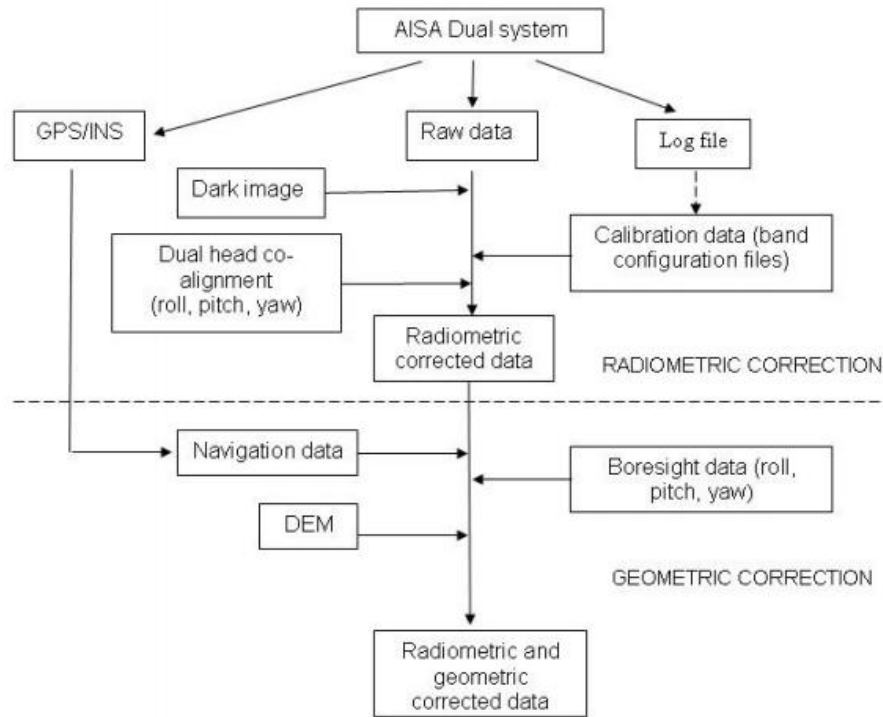 AISA Dual system
GPS/INS
Raw data
Log file
Dark image
Calibration data (band
configuration files)
Dual head co-
alignment
(roll, pitch, yaw)
Radiometric
corrected data
RADIOMETRIC CORRECTION
Navigation data
Boresight data (roll,
pitch, yaw)
DEM
GEOMETRIC CORRECTION
Radiometric and
geometric
corrected data